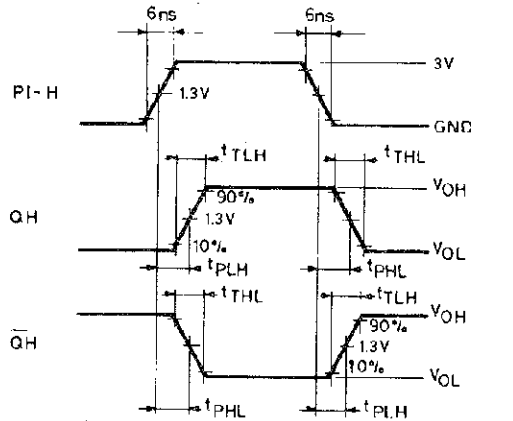 6ns 6ns
3V
PI-H 1.3V
GND
tTLH tTHL
90% VOH
QH 1.3V
10% VOL
tPLH tPHL
tTHL tTLH
VOH
90%
Q̅H 1.3V
10%
VOL
tPHL tPLH